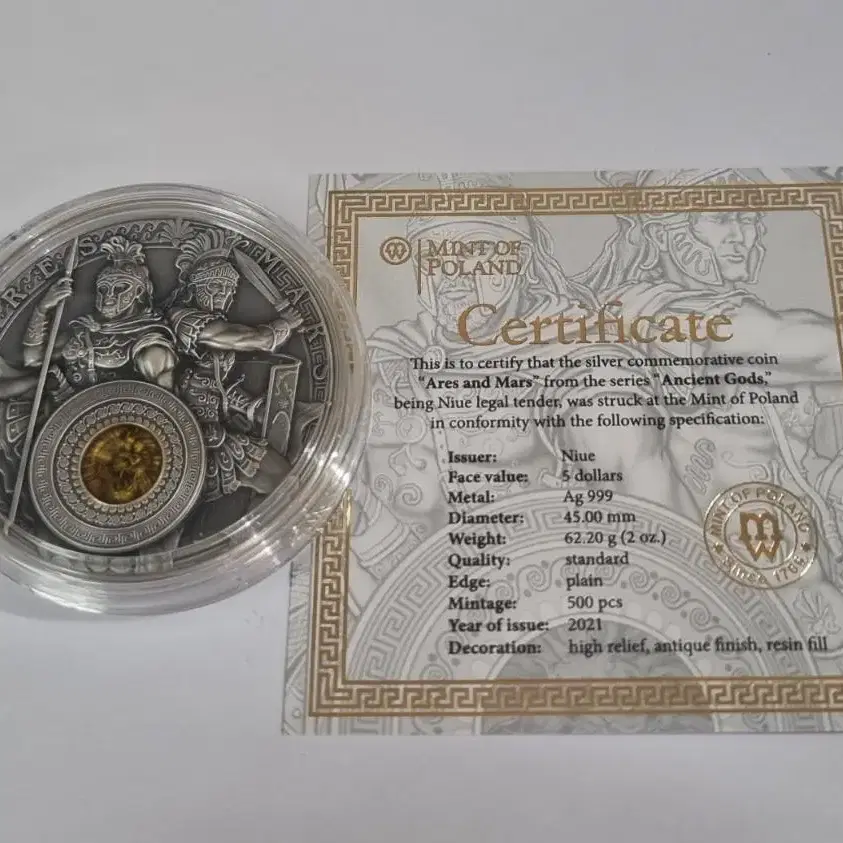 RES
MARS
MINT OF
POLAND
Certificate
This is to certify that the silver commemorative coin
“Ares and Mars” from the series “Ancient Gods,”
being Niue legal tender, was struck at the Mint of Poland
in conformity with the following specification:
Issuer: Niue
Face value: 5 dollars
Metal: Ag 999
Diameter: 45.00 mm
Weight: 62.20 g (2 oz.)
Quality: standard
Edge: plain
Mintage: 500 pcs
Year of issue: 2021
Decoration: high relief, antique finish, resin fill
MINT OF POLAND
SINCE 1766